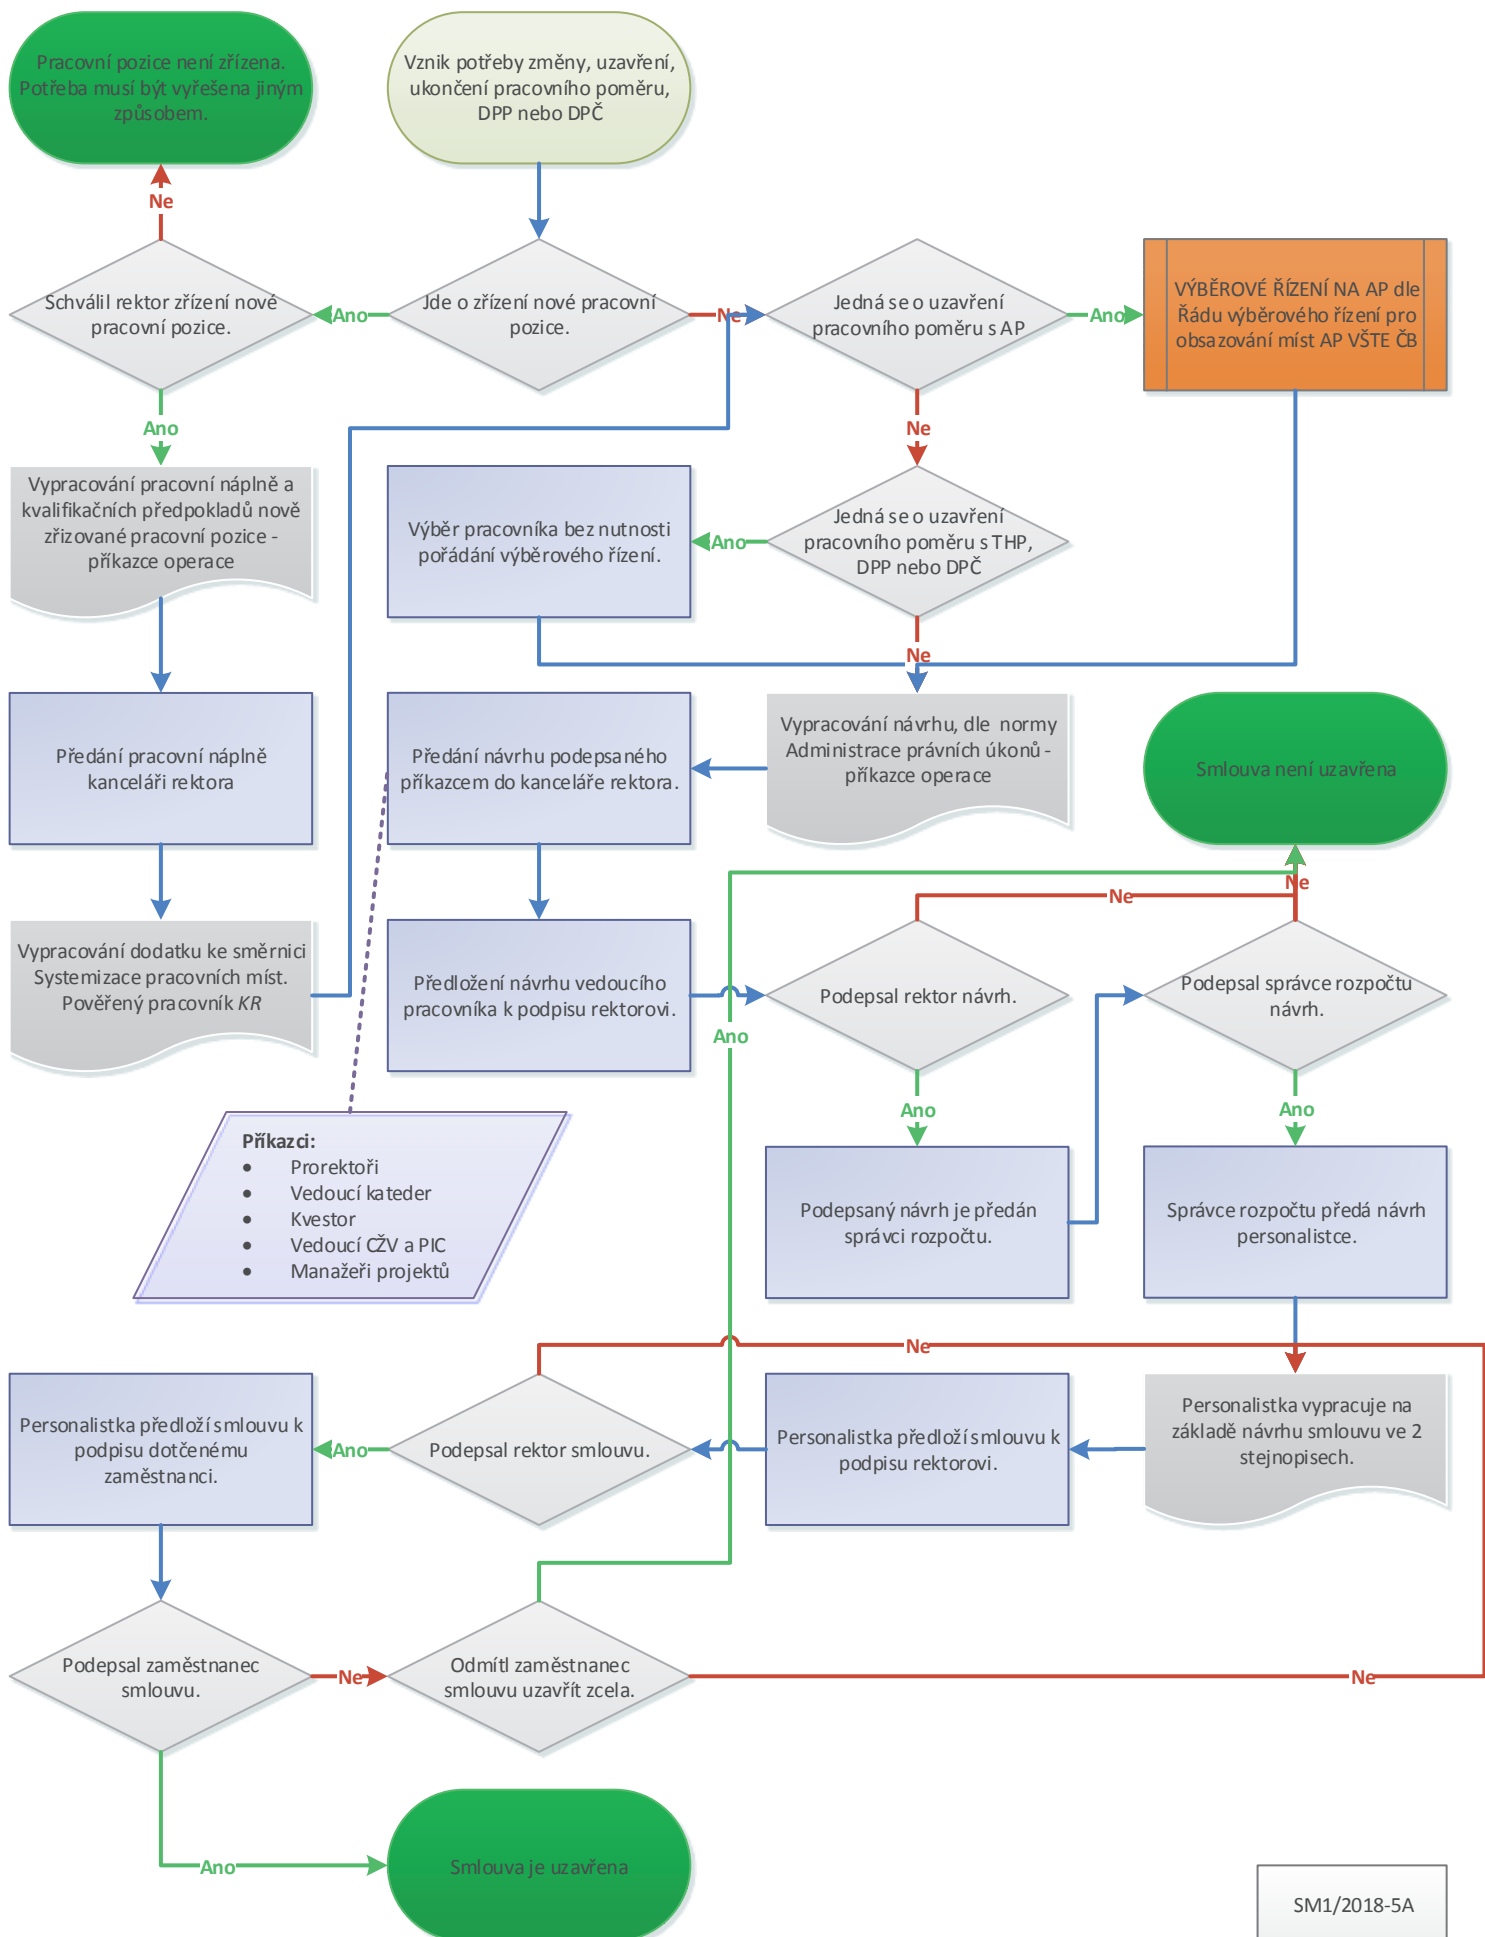 Pracovní pozice není zřízena.
Potřeba musí být vyřešena jiným
způsobem.
Vznik potřeby změny, uzavření,
ukončení pracovního poměru,
DPP nebo DPČ
Ne
Schválil rektor zřízení nové
pracovní pozice.
Ano
Jde o zřízení nové pracovní
pozice.
Ne
Jedná se o uzavření
pracovního poměru s AP
Ano
VÝBĚROVÉ ŘÍZENÍ NA AP dle
Řádu výběrového řízení pro
obsazování míst AP VŠTE ČB
Ano
Ne
Vypracování pracovní náplně a
kvalifikačních předpokladů nově
zřizované pracovní pozice -
příkazce operace
Výběr pracovníka bez nutnosti
pořádání výběrového řízení.
Ano
Jedná se o uzavření
pracovního poměru s THP,
DPP nebo DPČ
Ne
Předání pracovní náplně
kanceláři rektora
Předání návrhu podepsaného
příkazcem do kanceláře rektora.
Vypracování návrhu, dle normy
Administrace právních úkonů -
příkazce operace
Smlouva není uzavřena
Ne
Ne
Vypracování dodatku ke směrnici
Systemizace pracovních míst.
Pověřený pracovník KR
Předložení návrhu vedoucího
pracovníka k podpisu rektorovi.
Podepsal rektor návrh.
Podepsal správce rozpočtu
návrh.
Ano
Ano
Ano
Příkazci:
• Prorektoři
• Vedoucí kateder
• Kvestor
• Vedoucí CŽV a PIC
• Manažeři projektů
Podepsaný návrh je předán
správci rozpočtu.
Správce rozpočtu předá návrh
personalistce.
Ne
Personalistka předloží smlouvu k
podpisu dotčenému
zaměstnanci.
Ano
Podepsal rektor smlouvu.
Personalistka předloží smlouvu k
podpisu rektorovi.
Personalistka vypracuje na
základě návrhu smlouvu ve 2
stejnopisech.
Podepsal zaměstnanec
smlouvu.
Ne
Odmítl zaměstnanec
smlouvu uzavřít zcela.
Ne
Ano
Smlouva je uzavřena
SM1/2018-5A